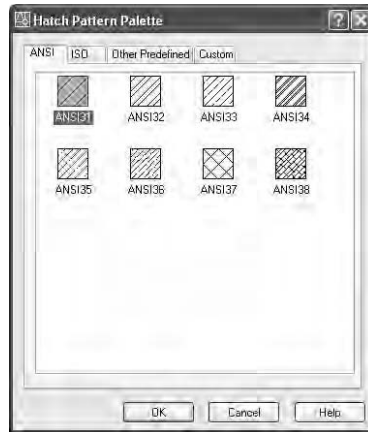 Hatch Pattern Palette
ANSI ISO Other Predefined Custom
ANSI31 ANSI32 ANSI33 ANSI34
ANSI35 ANSI36 ANSI37 ANSI38
OK Cancel Help